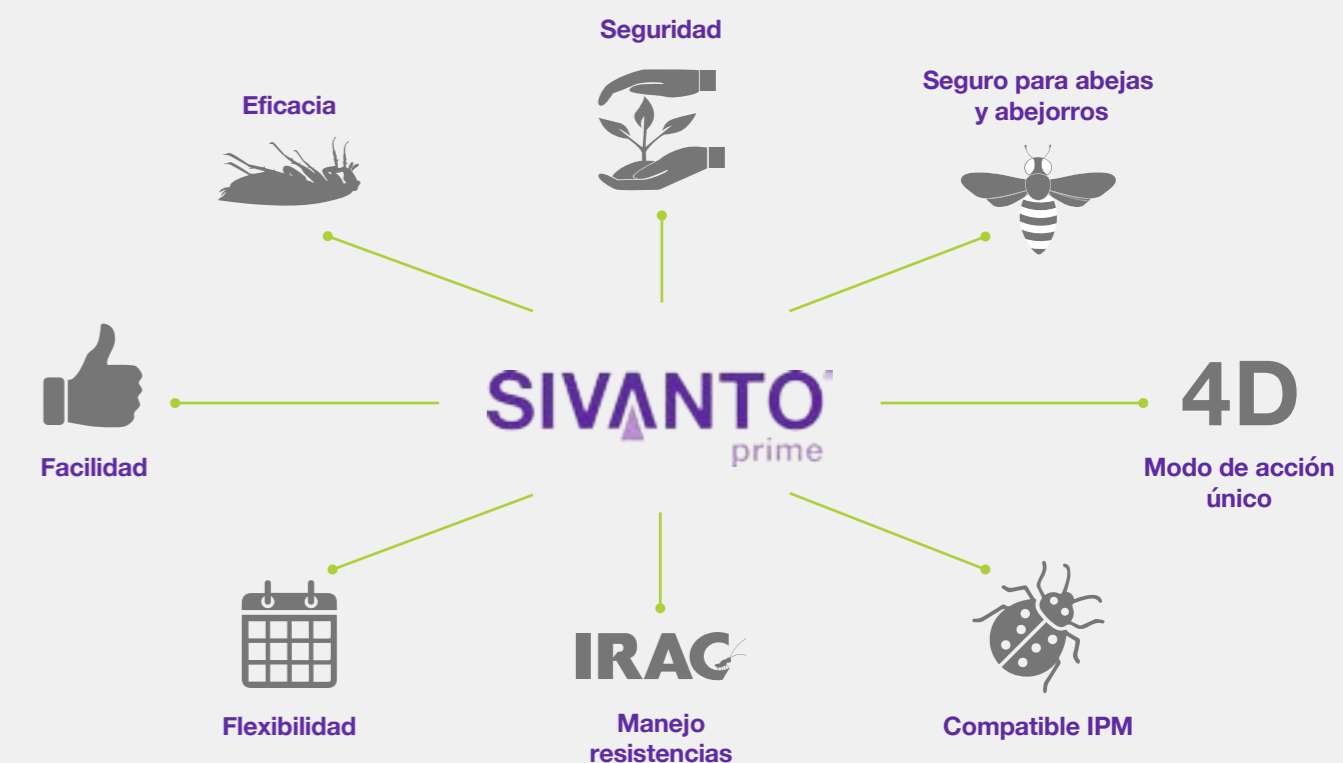 Seguridad
Seguro para abejas
y abejorros
Eficacia
SIVANTO
prime
4D
Facilidad
Modo de acción
único
IRAC
Flexibilidad
Manejo
resistencias
Compatible IPM